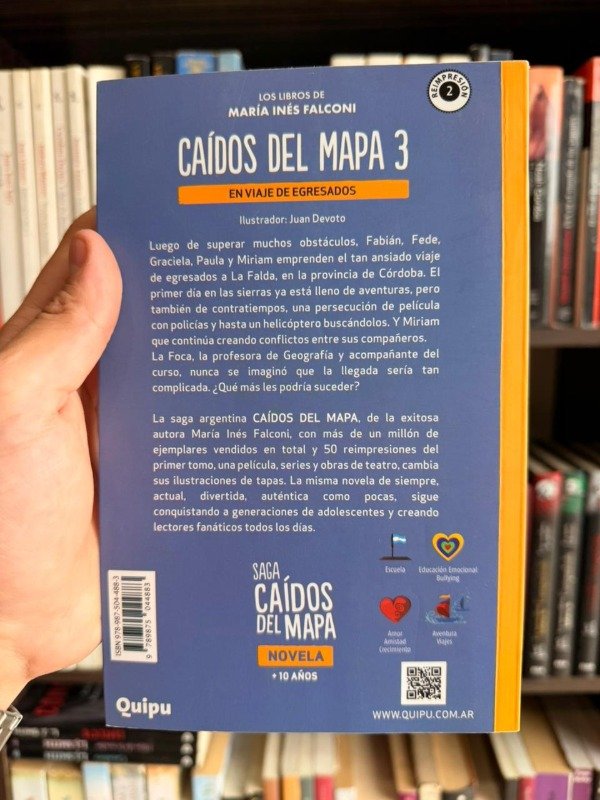 LOS LIBROS DE
MARÍA INÉS FALCONI
REIMPRESIÓN
2
CAÍDOS DEL MAPA 3
EN VIAJE DE EGRESADOS
Ilustrador: Juan Devoto
Luego de superar muchos obstáculos, Fabián, Fede,
Graciela, Paula y Miriam emprenden el tan ansiado viaje
de egresados a La Falda, en la provincia de Córdoba. El
primer día en las sierras ya está lleno de aventuras, pero
también de contratiempos, una persecución de película
con policías y hasta un helicóptero buscándolos. Y Miriam
que continúa creando conflictos entre sus compañeros.
La Foca, la profesora de Geografía y acompañante del
curso, nunca se imaginó que la llegada sería tan
complicada. ¿Qué más les podría suceder?
La saga argentina CAÍDOS DEL MAPA, de la exitosa
autora María Inés Falconi, con más de un millón de
ejemplares vendidos en total y 50 reimpresiones del
primer tomo, una película, series y obras de teatro, cambia
sus ilustraciones de tapas. La misma novela de siempre,
actual, divertida, auténtica como pocas, sigue
conquistando a generaciones de adolescentes y creando
lectores fanáticos todos los días.
Escuela
Educación Emocional
Bullying
Amor
Amistad
Crecimiento
Aventura
Viajes
SAGA
CAÍDOS
DEL MAPA
NOVELA
+ 10 AÑOS
ISBN 978-987-504-488-3
9 789875 044883
Quipu
WWW.QUIPU.COM.AR